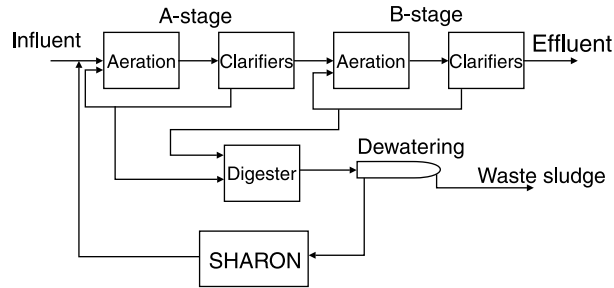 A-stage
B-stage
Influent
Effluent
Aeration
Clarifiers
Aeration
Clarifiers
Digester
Dewatering
Waste sludge
SHARON